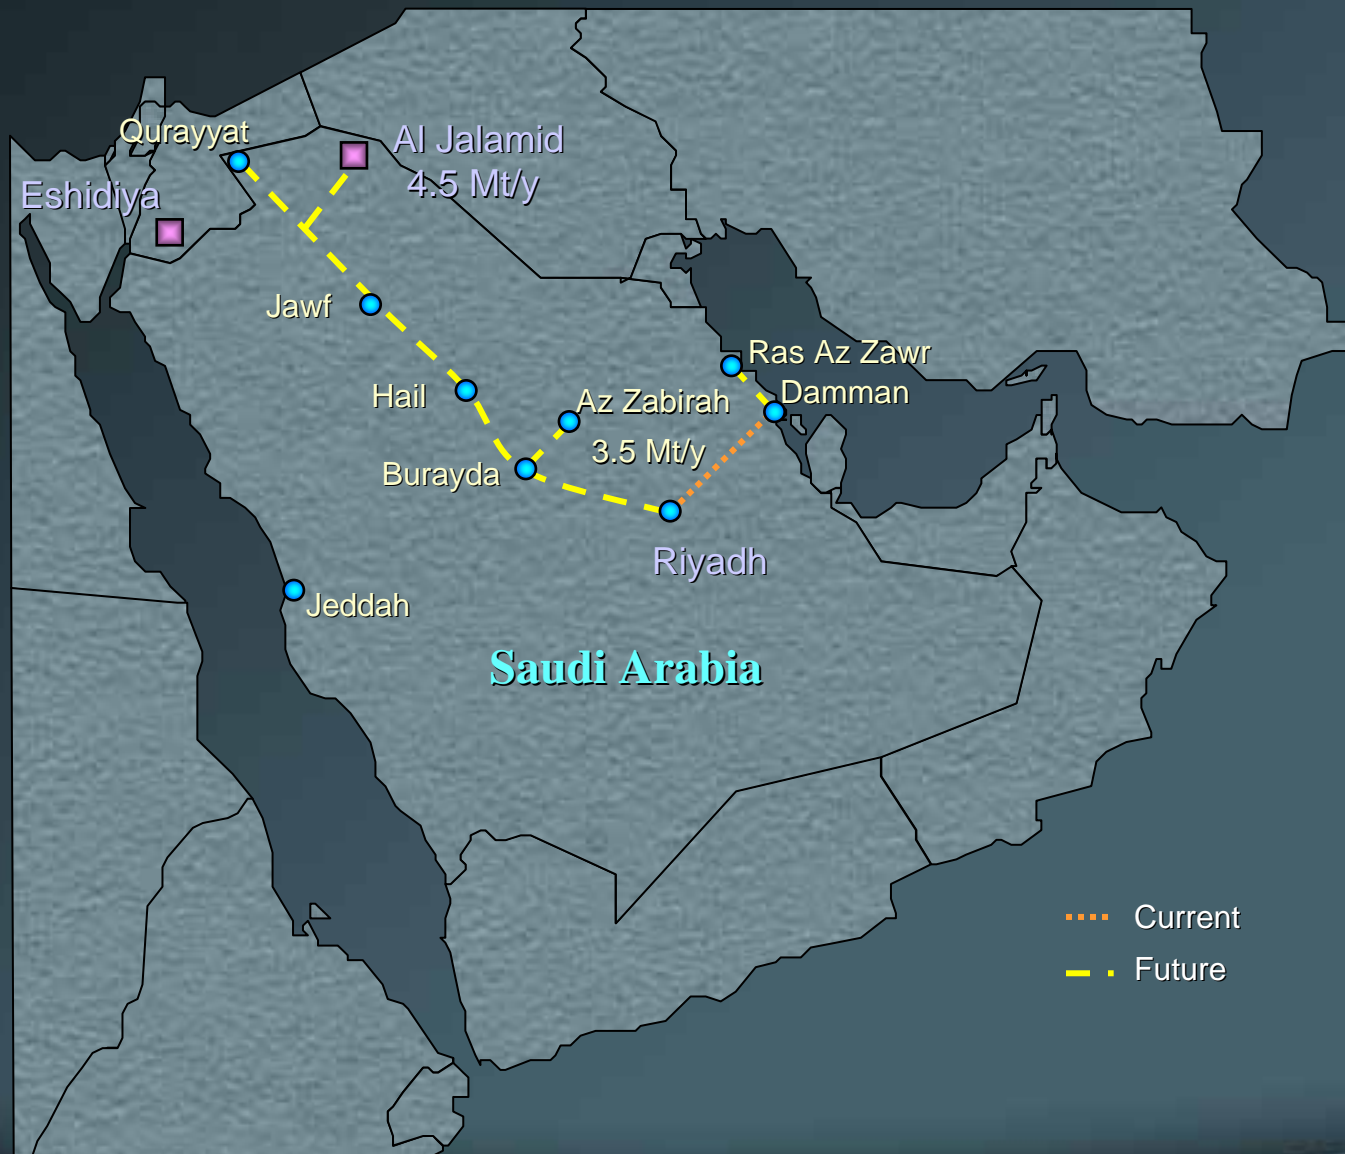 Qurayyat
Al Jalamid
4.5 Mt/y
Eshidiya
Jawf
Ras Az Zawr
Damman
Hail
Az Zabirah
3.5 Mt/y
Burayda
Riyadh
Jeddah
Saudi Arabia
Current
Future